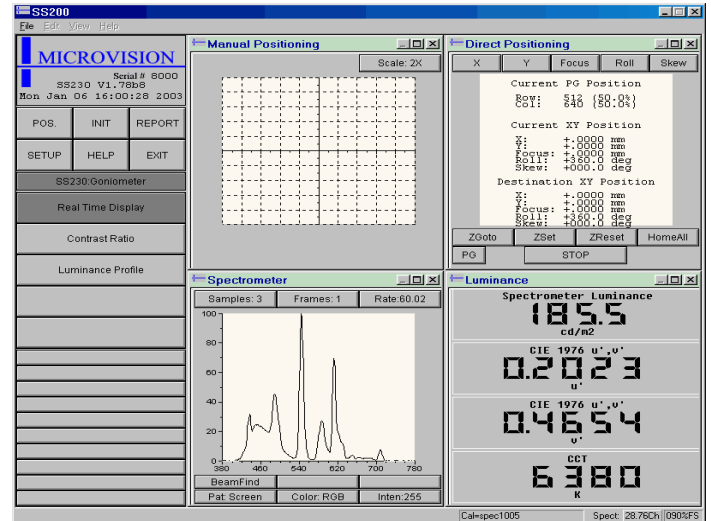 SS200
File Edit View Help
MICROVISION
Serial # 8000
SS230 V1.78b8
Mon Jan 06 16:00:28 2003
POS. INIT REPORT
SETUP HELP EXIT
SS230:Goniometer
Real Time Display
Contrast Ratio
Luminance Profile
Manual Positioning
Scale: 2X
Direct Positioning
X Y Focus Roll Skew
Current PG Position
Row: 512 (50.0%)
Col: 640 (50.0%)
Current XY Position
X: +.0000 mm
Y: +.0000 mm
Focus: +.0000 mm
Roll: +360.0 deg
Skew: +000.0 deg
Destination XY Position
X: +.0000 mm
Y: +.0000 mm
Focus: +.0000 mm
Roll: +360.0 deg
Skew: +000.0 deg
ZGoto ZSet ZReset HomeAll
PG STOP
Spectrometer
Samples: 3 Frames: 1 Rate:60.02
100
80
60
40
20
0
380 460 540 620 700 780
BeamFind
Pat: Screen Color: RGB Inten:255
Luminance
Spectrometer Luminance
185.5
cd/m2
CIE 1976 u',v'
0.2023
u'
CIE 1976 u',v'
0.4654
v'
CCT
6380
K
Cal=spec1005 Spect: 28.76Ch 090%FS